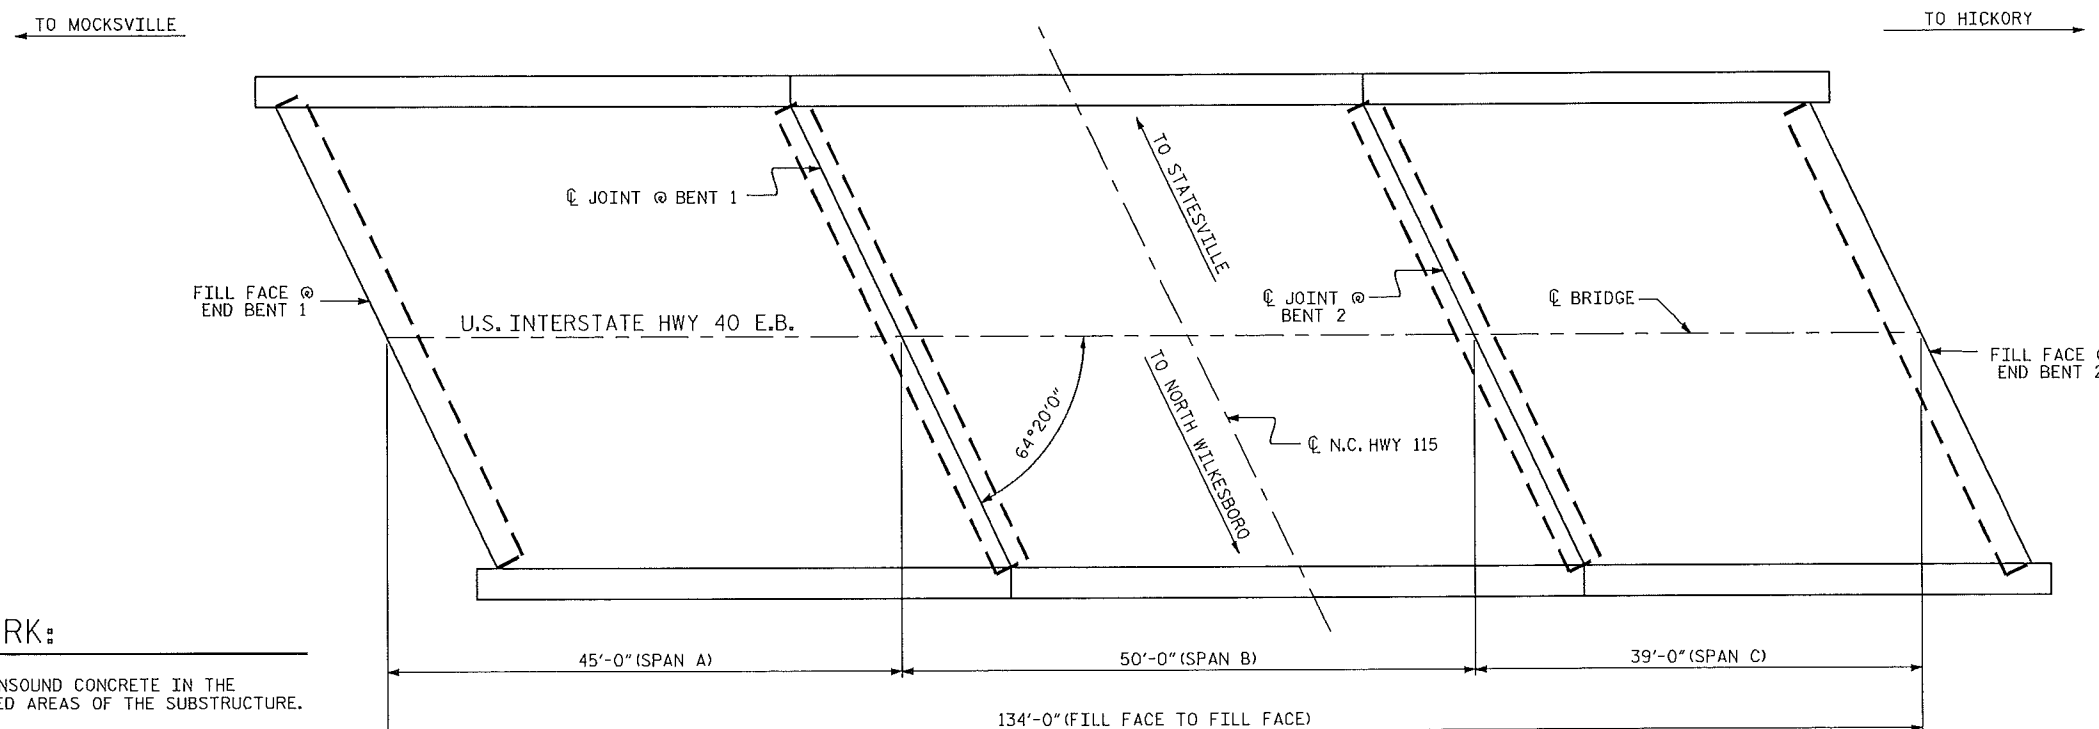 TO MOCKSVILLE
TO HICKORY
℄ JOINT @ BENT 1
TO STATESVILLE
FILL FACE @
END BENT 1
U.S. INTERSTATE HWY 40 E.B.
℄ JOINT @
BENT 2
℄ BRIDGE
FILL FACE @
END BENT 2
64°20'0"
TO NORTH WILKESBORO
℄ N.C. HWY 115
RK:
NSOUND CONCRETE IN THE
ED AREAS OF THE SUBSTRUCTURE.
45'-0" (SPAN A)
50'-0" (SPAN B)
39'-0" (SPAN C)
134'-0" (FILL FACE TO FILL FACE)